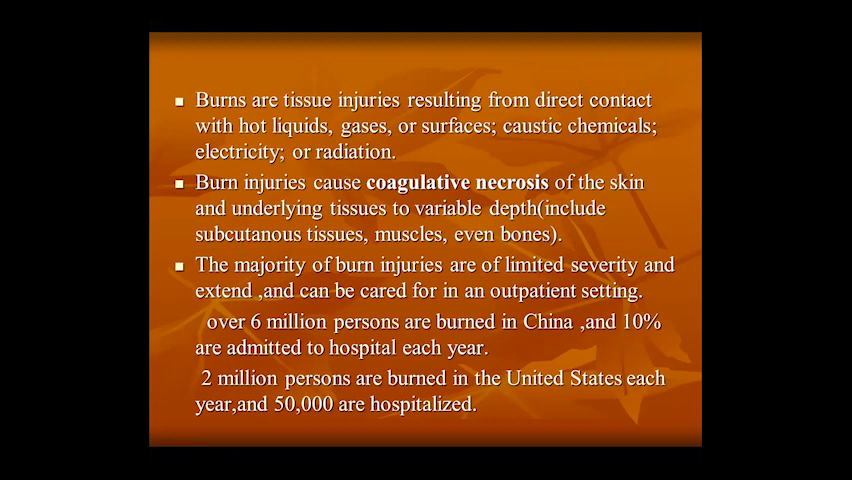 Burns are tissue injuries resulting from direct contact
with hot liquids, gases, or surfaces; caustic chemicals;
electricity; or radiation.
Burn injuries cause coagulative necrosis of the skin
and underlying tissues to variable depth(include
subcutanous tissues, muscles, even bones).
The majority of burn injuries are of limited severity and
extend ,and can be cared for in an outpatient setting.
over 6 million persons are burned in China ,and 10%
are admitted to hospital each year.
2 million persons are burned in the United States each
year,and 50,000 are hospitalized.